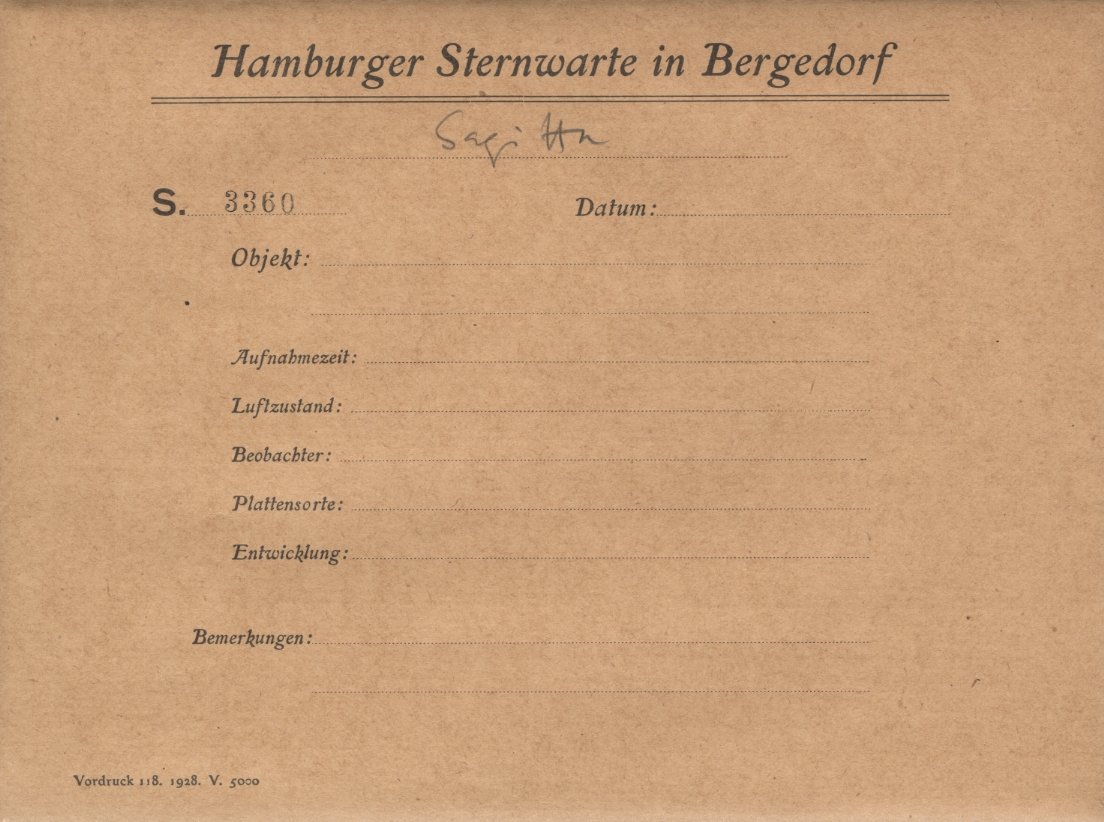 Hamburger Sternwarte in Bergedorf
Sagitta
S. 3360 Datum:
Objekt:
Aufnahmezeit:
Luftzustand:
Beobachter:
Plattensorte:
Entwicklung:
Bemerkungen:
Vordruck 118. 1928. V. 5000